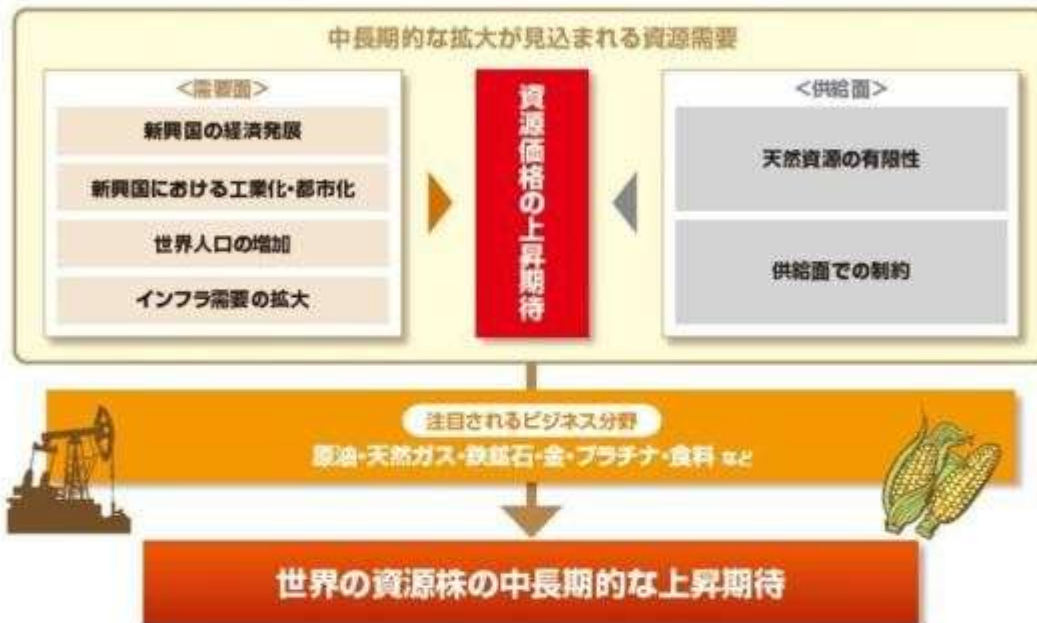 中長期的な拡大が見込まれる資源需要
＜需要面＞
新興国の経済発展
新興国における工業化・都市化
世界人口の増加
インフラ需要の拡大
資源価格の上昇期待
＜供給面＞
天然資源の有限性
供給面での制約
注目されるビジネス分野
原油・天然ガス・鉄鉱石・金・プラチナ・食料 など
世界の資源株の中長期的な上昇期待